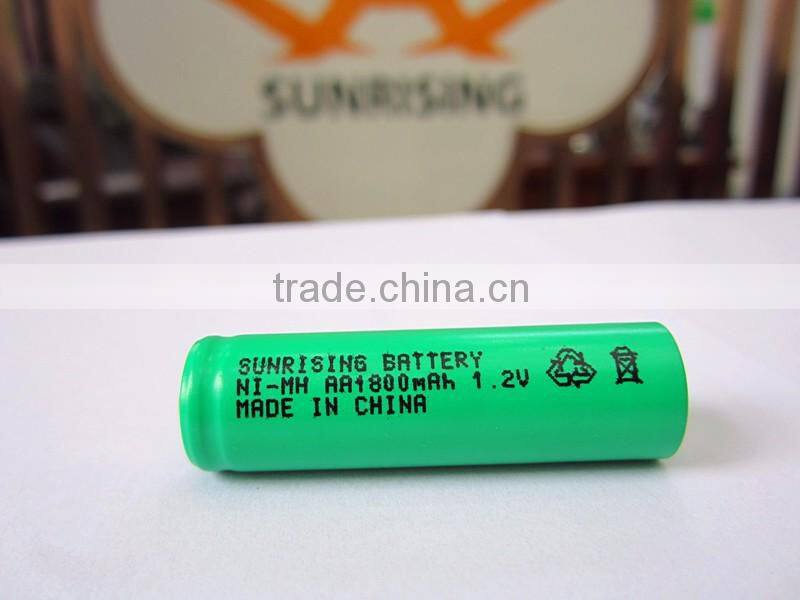 SUNRISING
trade.china.cn
SUNRISING BATTERY
NI-MH AA1800mAh 1.2V
MADE IN CHINA